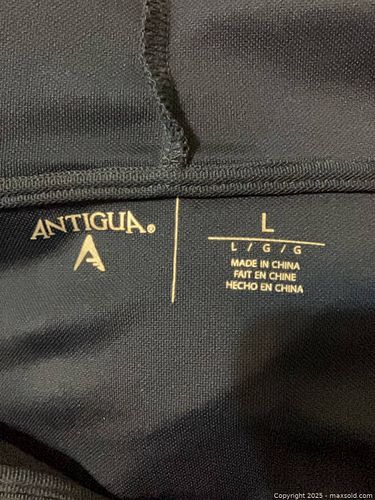 ANTIGUA®
L
L / G / G
MADE IN CHINA
FAIT EN CHINE
HECHO EN CHINA
Copyright 2025 - maxsold.com